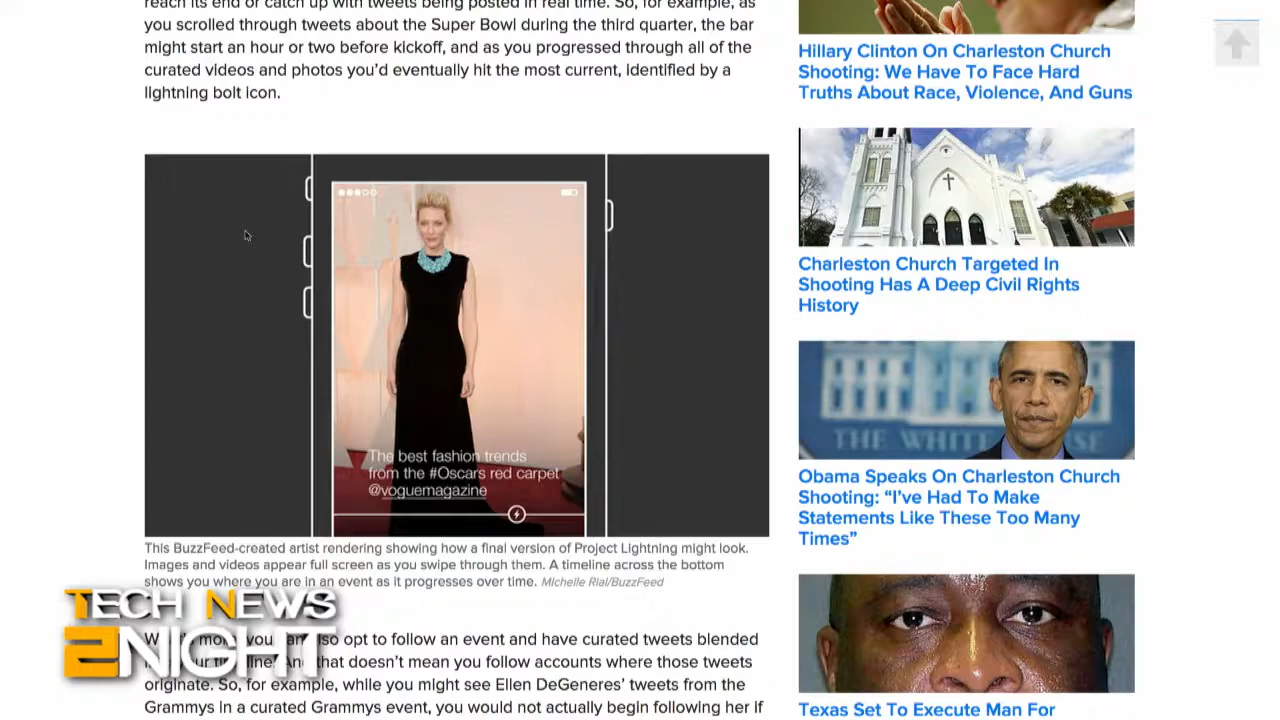 reach its end or catch up with tweets being posted in real time. So, for example, as
you scrolled through tweets about the Super Bowl during the third quarter, the bar
might start an hour or two before kickoff, and as you progressed through all of the
curated videos and photos you'd eventually hit the most current, identified by a
lightning bolt icon.
The best fashion trends
from the #Oscars red carpet
@voguemagazine
This BuzzFeed-created artist rendering showing how a final version of Project Lightning might look.
Images and videos appear full screen as you swipe through them. A timeline across the bottom
shows you where you are in an event as it progresses over time. Michelle Rial/BuzzFeed
you also opt to follow an event and have curated tweets blended
that doesn't mean you follow accounts where those tweets
originate. So, for example, while you might see Ellen DeGeneres' tweets from the
Grammys in a curated Grammys event, you would not actually begin following her if
TECH NEWS
2NIGHT
Hillary Clinton On Charleston Church
Shooting: We Have To Face Hard
Truths About Race, Violence, And Guns
Charleston Church Targeted In
Shooting Has A Deep Civil Rights
History
THE WHITE HOUSE
Obama Speaks On Charleston Church
Shooting: “I've Had To Make
Statements Like These Too Many
Times”
Texas Set To Execute Man For